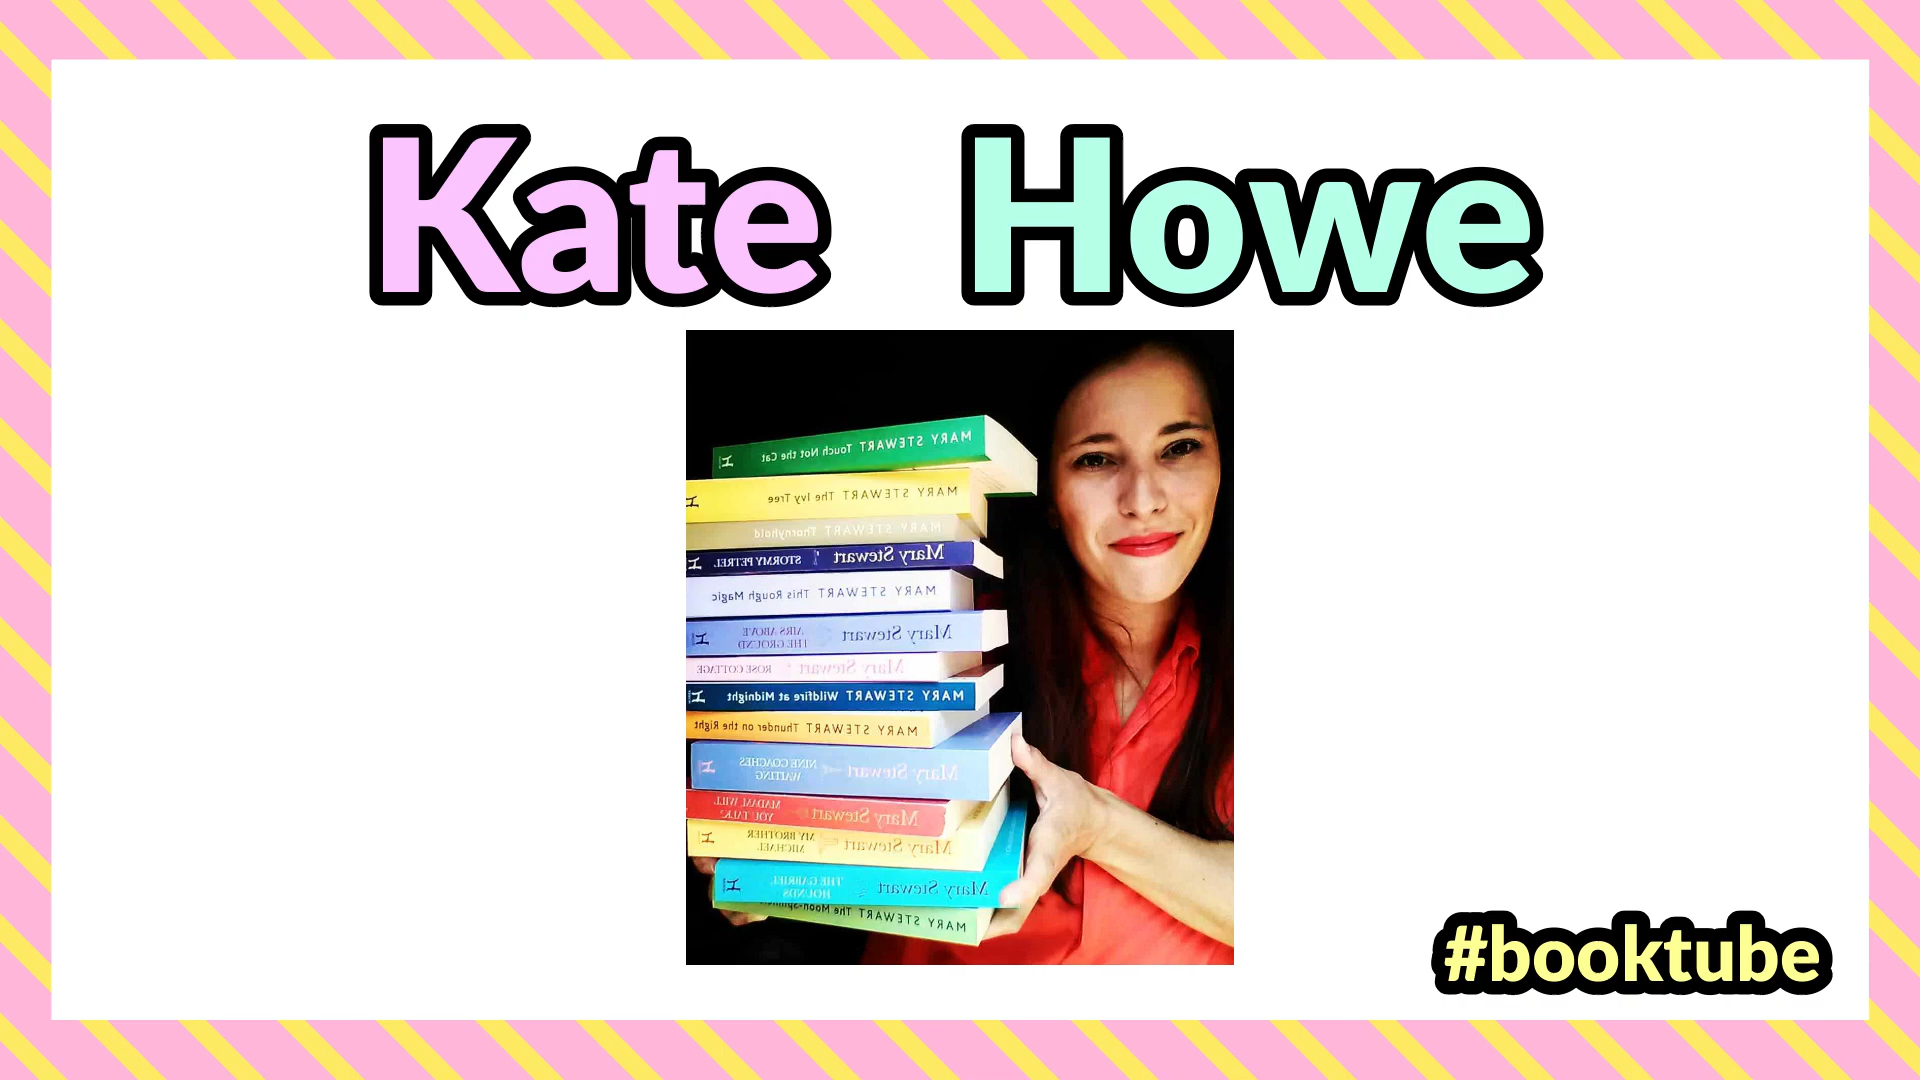 Kate Howe
MARY STEWART Touch Not the Cat
MARY STEWART The Ivy Tree
MARY STEWART Thornyhold
Mary Stewart STORMY PETREL
MARY STEWART This Rough Magic
Mary Stewart AIRS ABOVE
THE GROUND
Mary Stewart ROSE COTTAGE
MARY STEWART Wildfire at Midnight
MARY STEWART Thunder on the Right
Mary Stewart NINE COACHES
WAITING
Mary Stewart MADAM, WILL
YOU TALK?
Mary Stewart MY BROTHER
MICHAEL
Mary Stewart THE GABRIEL
HOUNDS
MARY STEWART The Moon-Spinners
#booktube